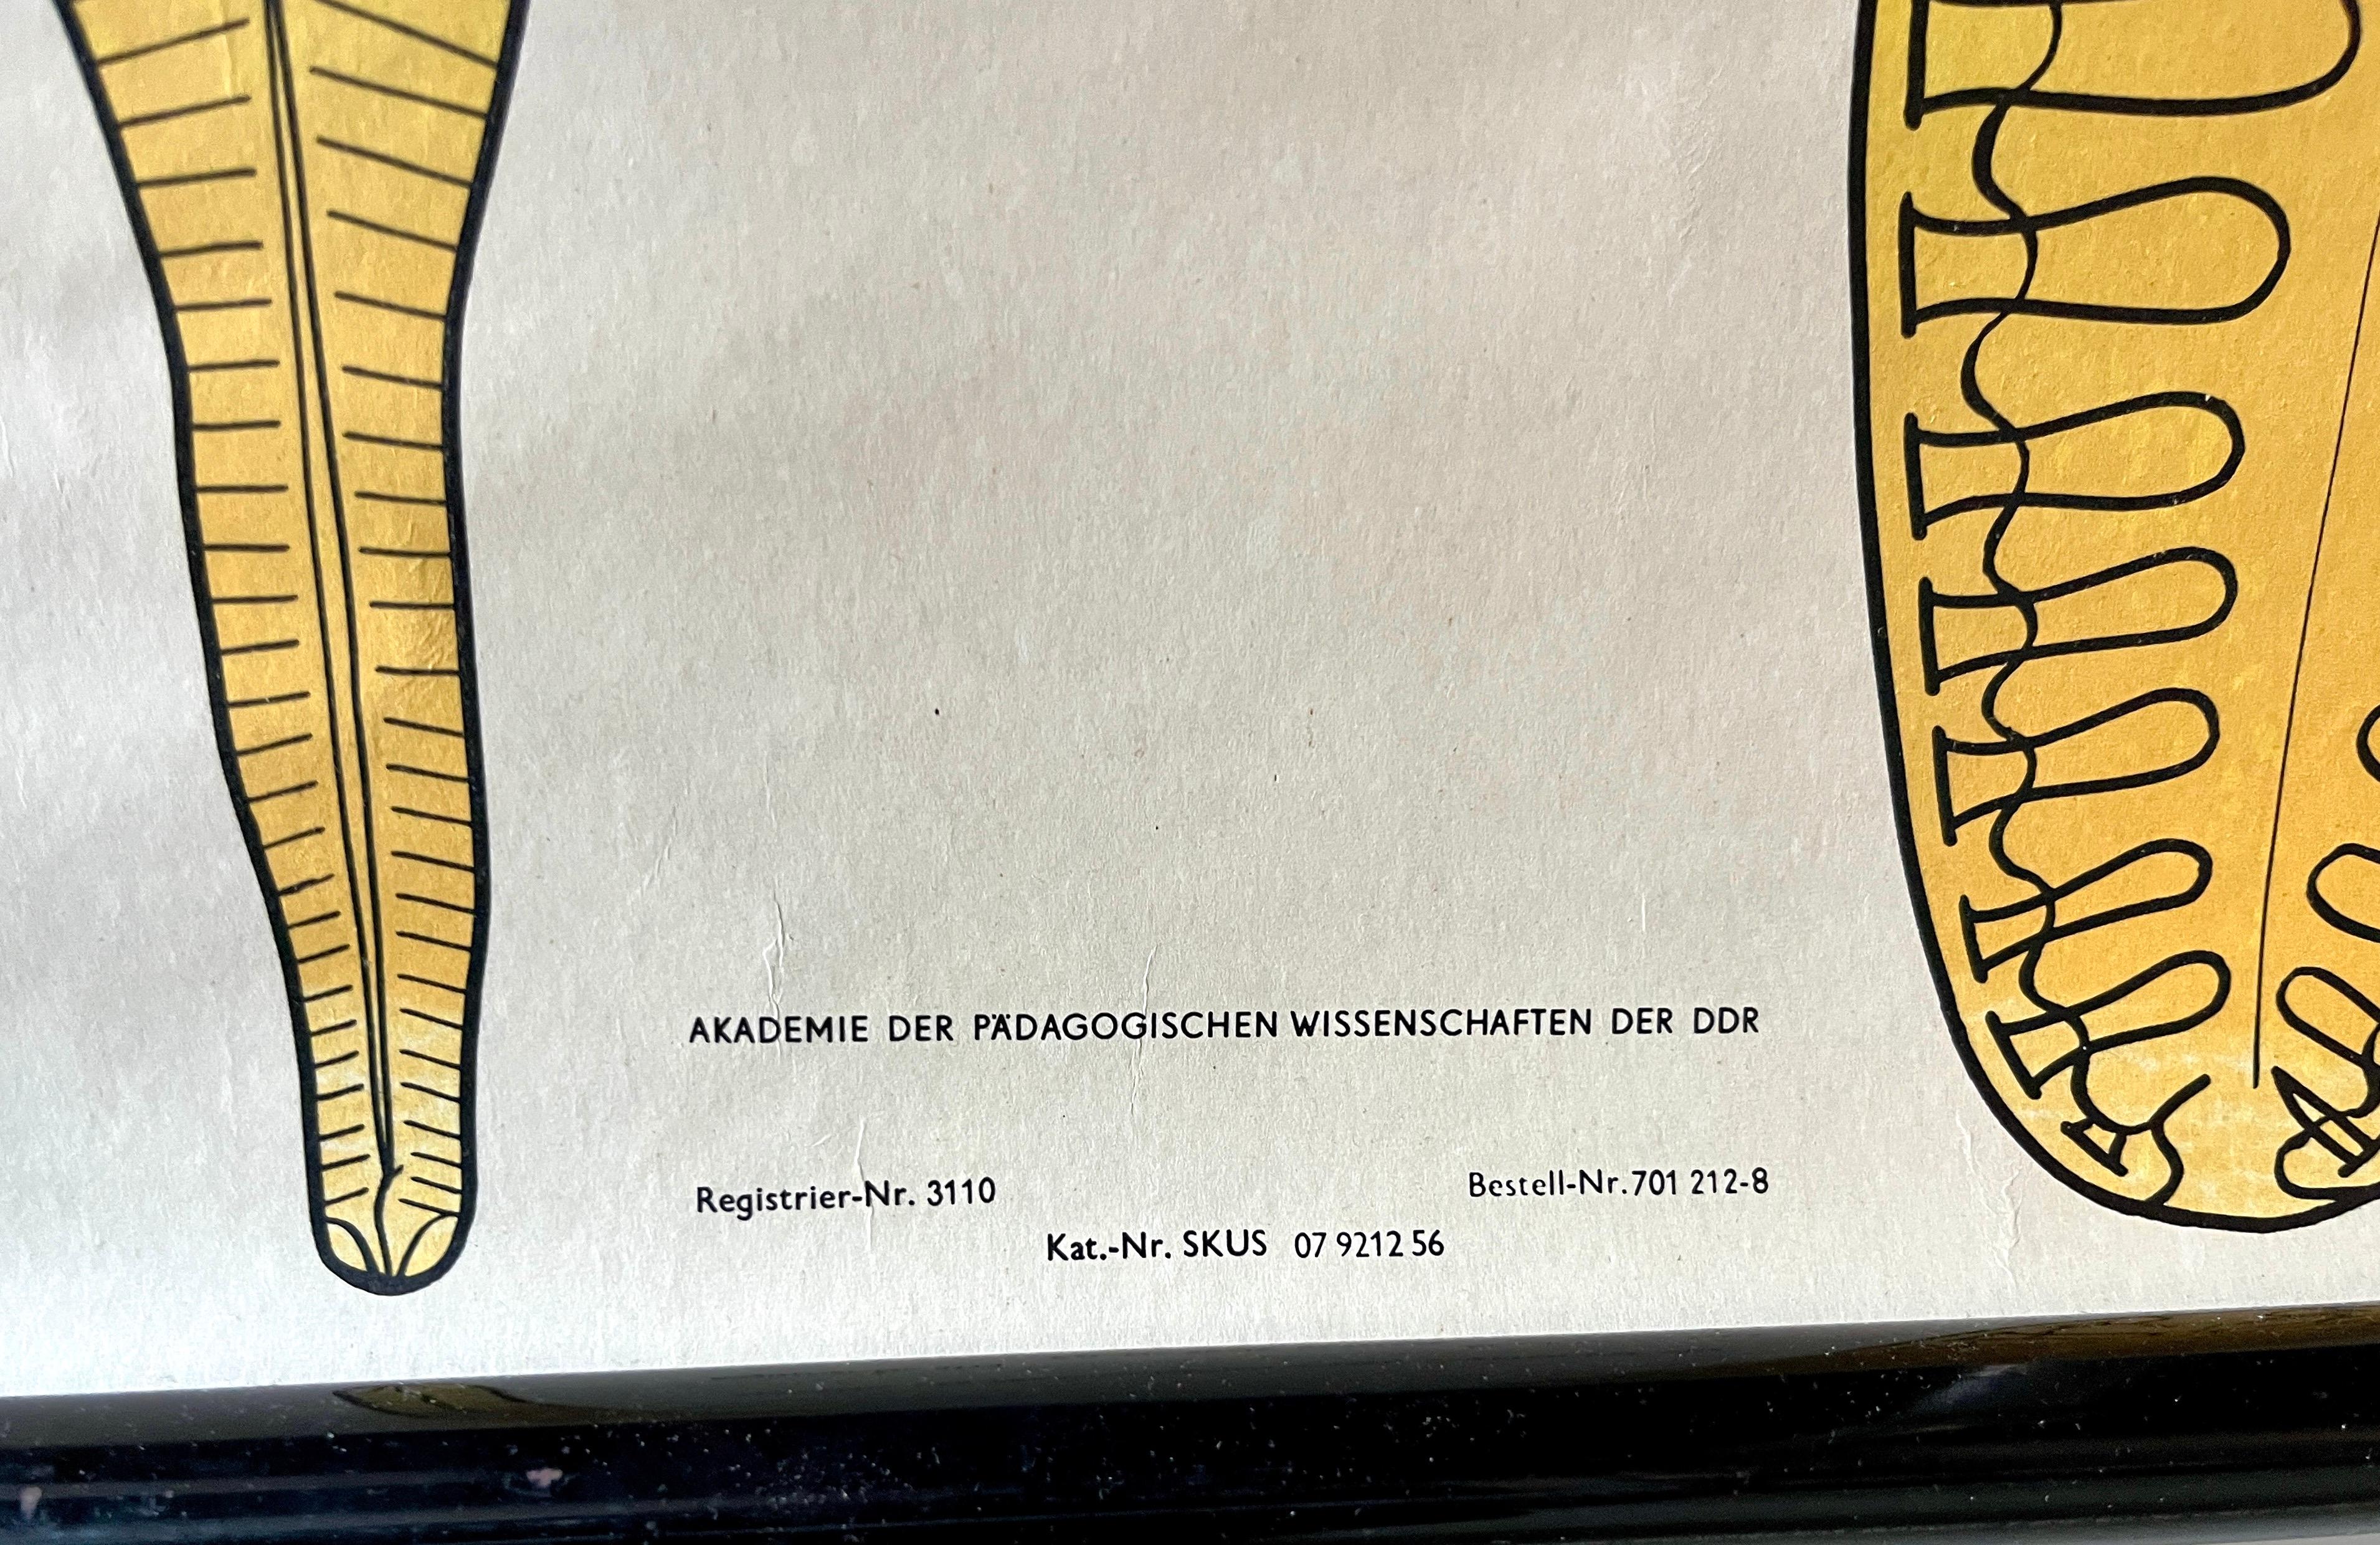 AKADEMIE DER PÄDAGOGISCHEN WISSENSCHAFTEN DER DDR
Registrier-Nr. 3110 Bestell-Nr. 701 212-8
Kat.-Nr. SKUS 07 9212 56